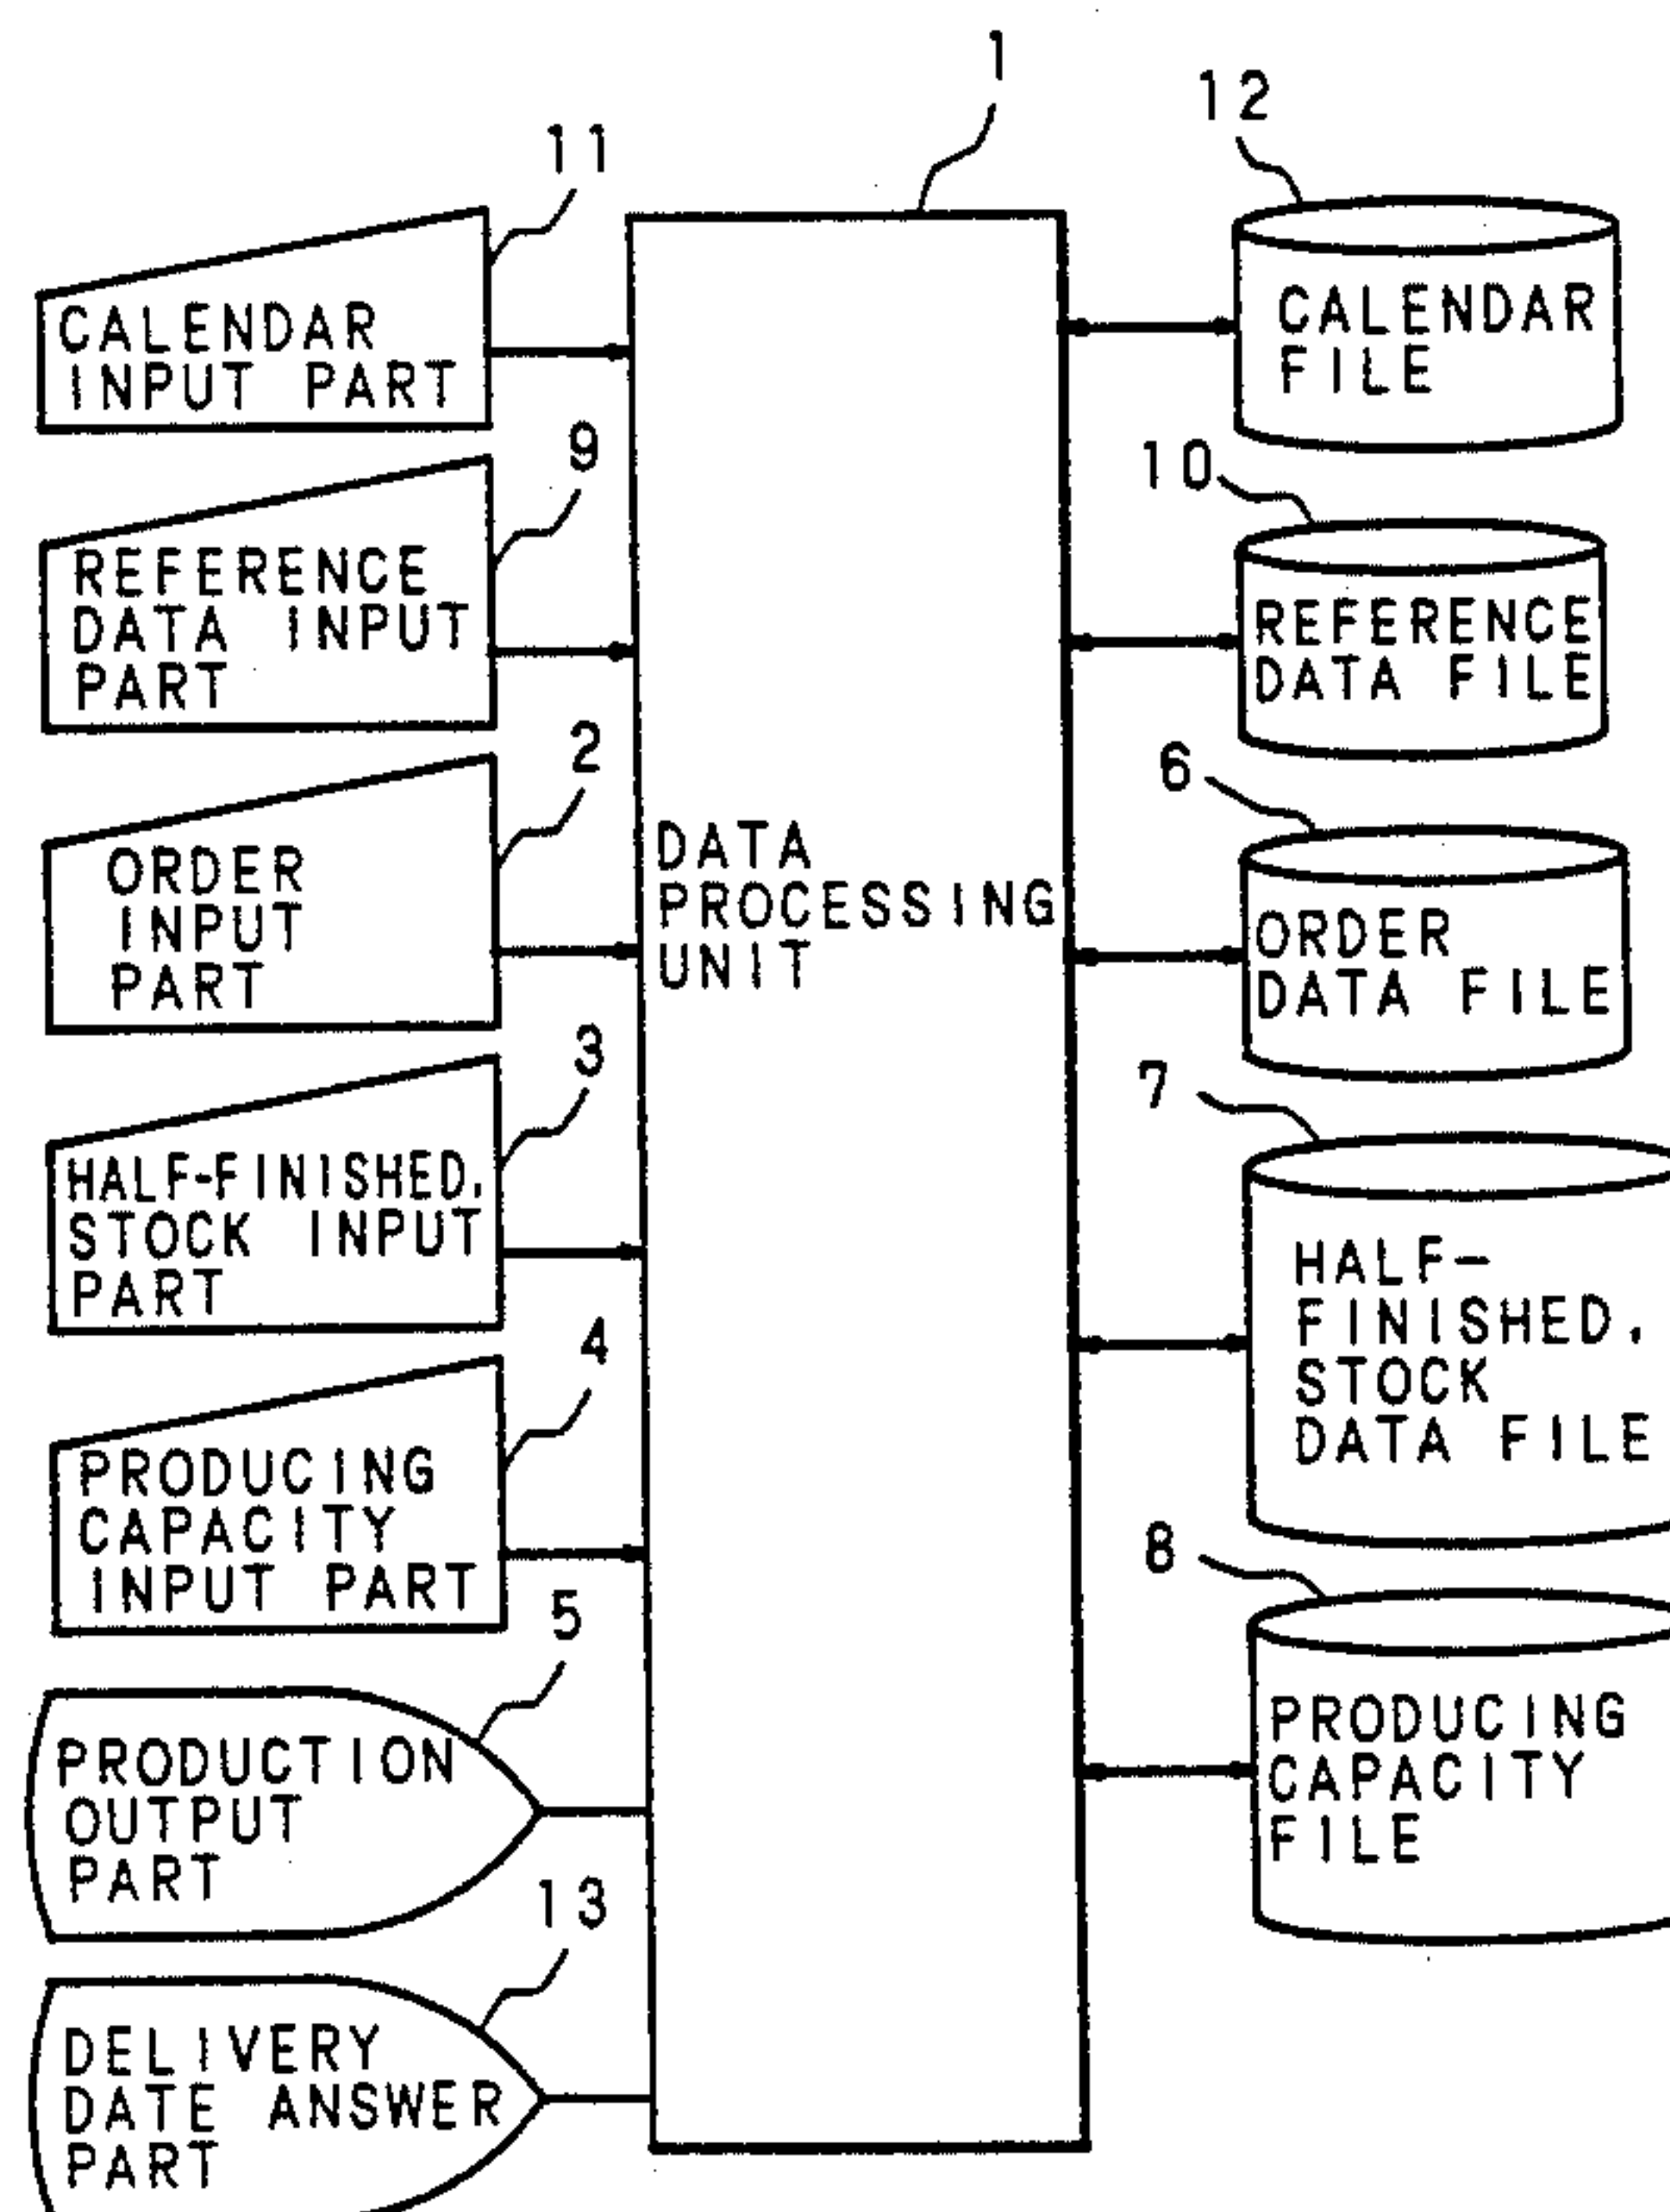 1
12
11
CALENDAR
INPUT PART
CALENDAR
FILE
9
10
REFERENCE
DATA INPUT
PART
REFERENCE
DATA FILE
2
6
ORDER
INPUT
PART
DATA
PROCESSING
UNIT
ORDER
DATA FILE
3
7
HALF-FINISHED,
STOCK INPUT
PART
HALF-
FINISHED,
STOCK
DATA FILE
4
8
PRODUCING
CAPACITY
INPUT PART
PRODUCING
CAPACITY
FILE
5
PRODUCTION
OUTPUT
PART
13
DELIVERY
DATE ANSWER
PART